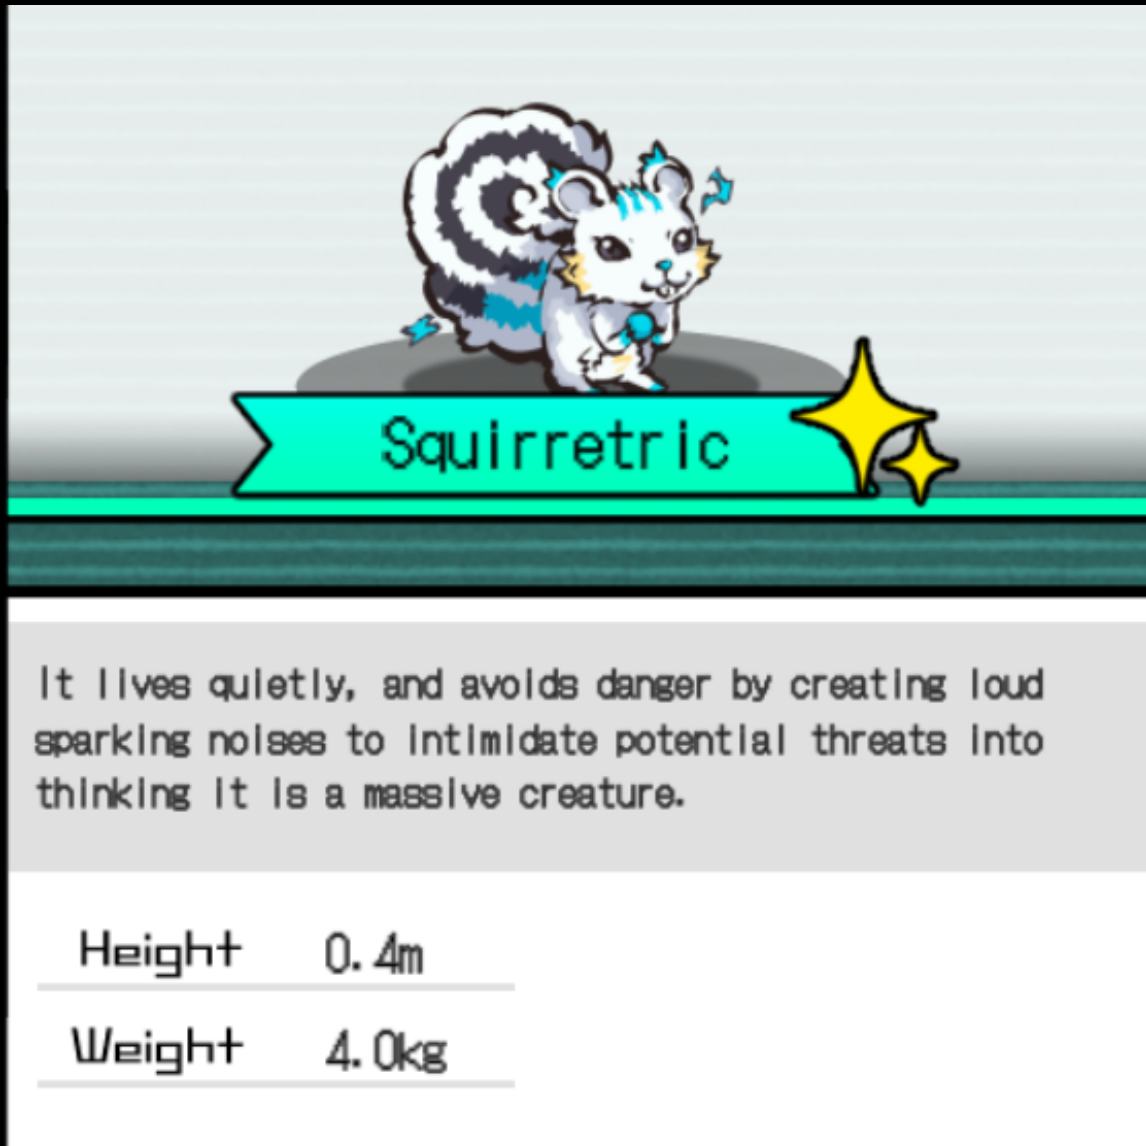 Squirretric
It lives quietly, and avoids danger by creating loud
sparking noises to intimidate potential threats into
thinking it is a massive creature.
Height 0.4m
Weight 4.0kg